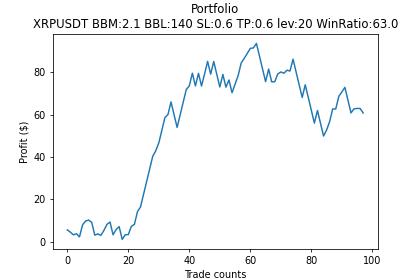 Portfolio
XRPUSDT BBM:2.1 BBL:140 SL:0.6 TP:0.6 lev:20 WinRatio:63.0
80
60
40
20
0
Profit ($)
0 20 40 60 80 100
Trade counts